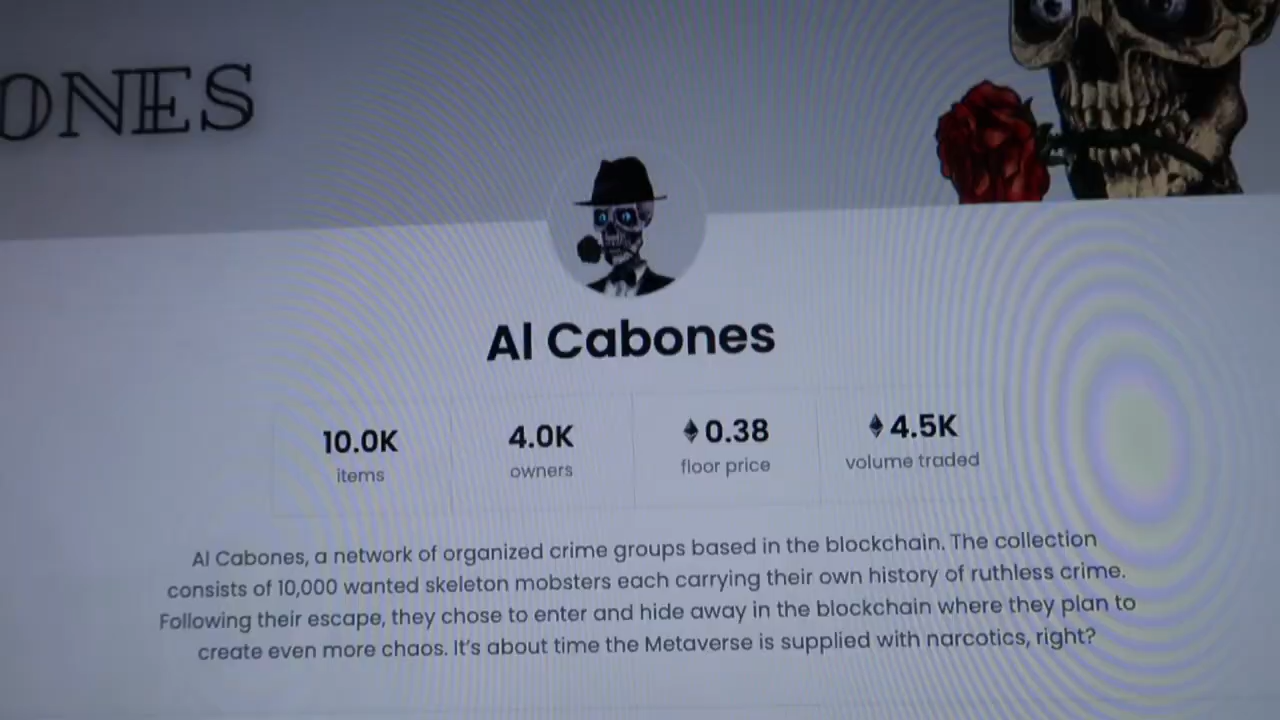 ONES
Al Cabones
10.0K
items
4.0K
owners
0.38
floor price
4.5K
volume traded
Al Cabones, a network of organized crime groups based in the blockchain. The collection
consists of 10,000 wanted skeleton mobsters each carrying their own history of ruthless crime.
Following their escape, they chose to enter and hide away in the blockchain where they plan to
create even more chaos. It's about time the Metaverse is supplied with narcotics, right?